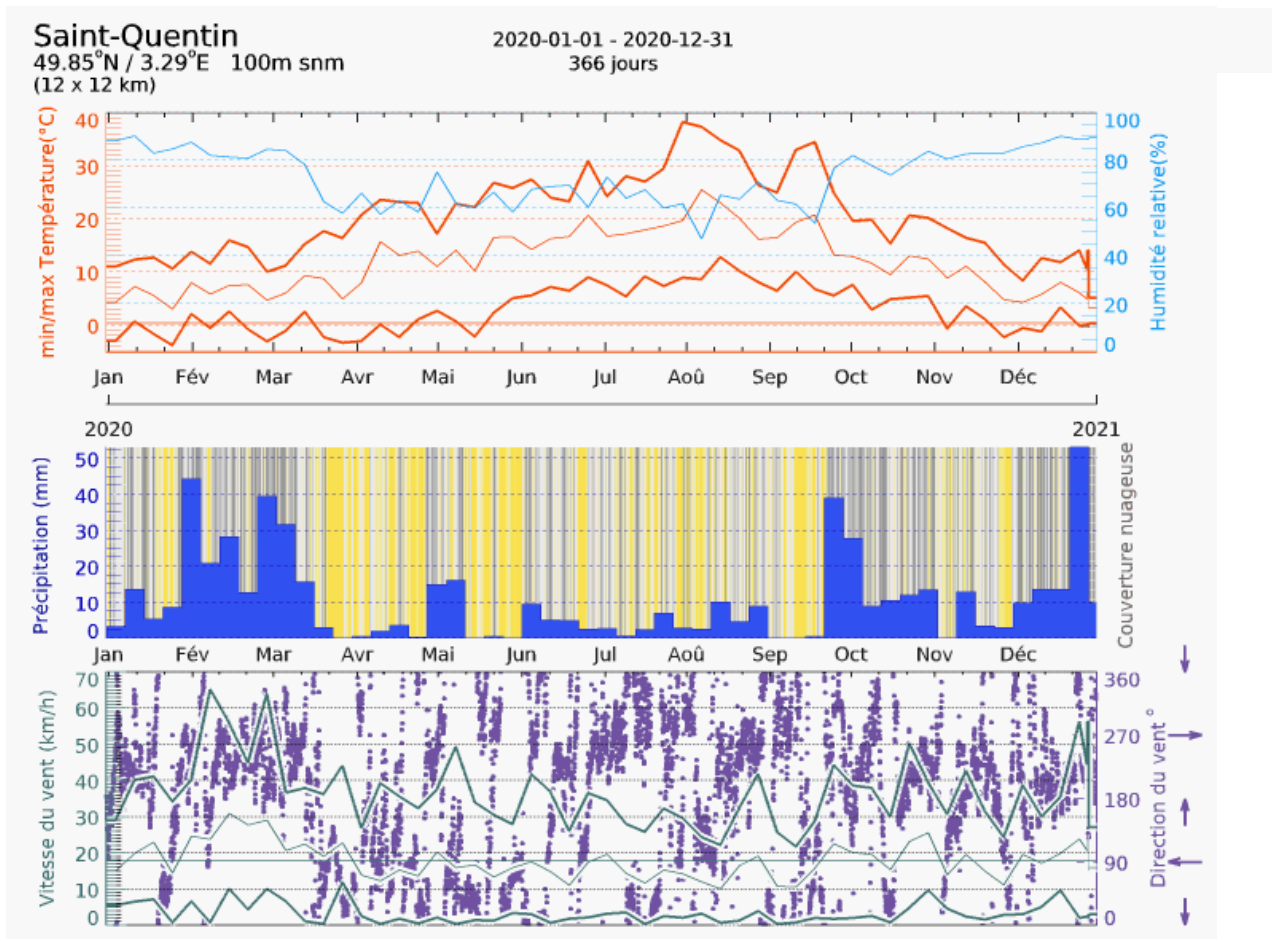 Saint-Quentin
49.85°N / 3.29°E 100m snm
(12 x 12 km)
2020-01-01 - 2020-12-31
366 jours
min/max Température(°C)
40
30
20
10
0
100
80
60
40
20
0
Humidité relative(%)
Jan Fév Mar Avr Mai Jun Jul Aoû Sep Oct Nov Déc
2020 2021
Précipitation (mm)
50
40
30
20
10
0
Couverture nuageuse
Jan Fév Mar Avr Mai Jun Jul Aoû Sep Oct Nov Déc
Vitesse du vent (km/h)
70
60
50
40
30
20
10
0
360
270
180
90
0
Direction du vent °